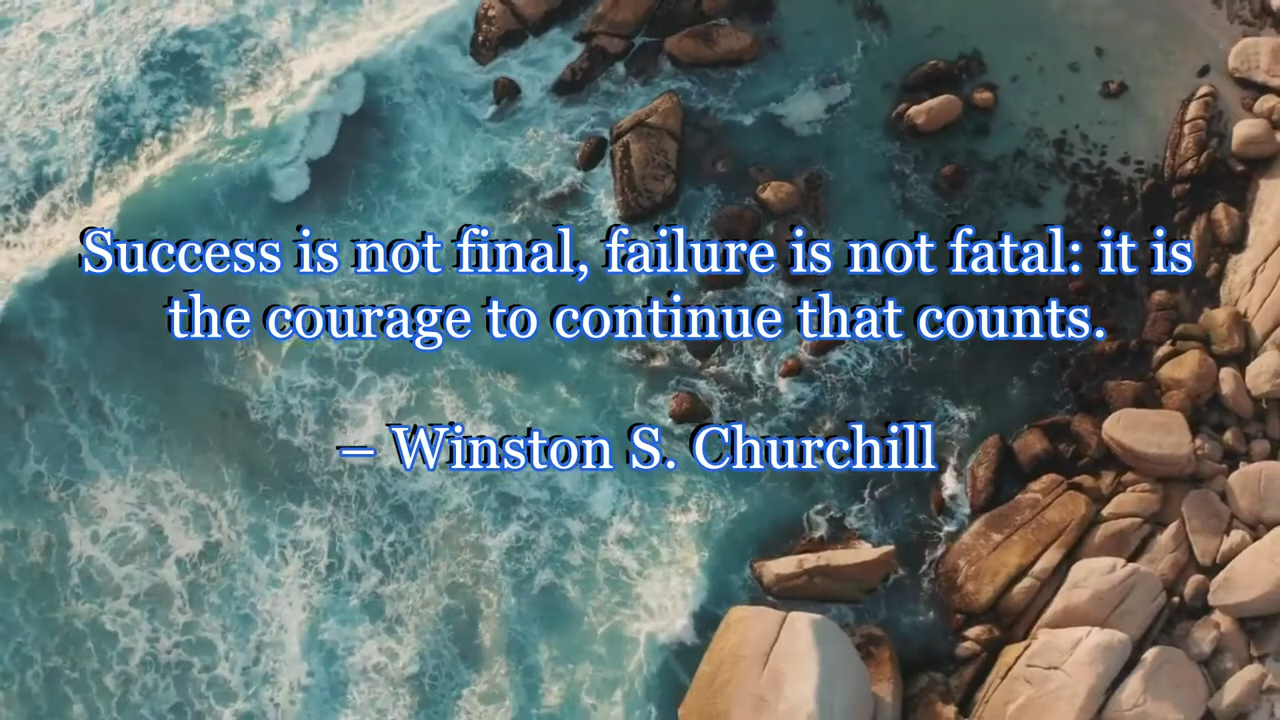 Success is not final, failure is not fatal: it is
the courage to continue that counts.
– Winston S. Churchill